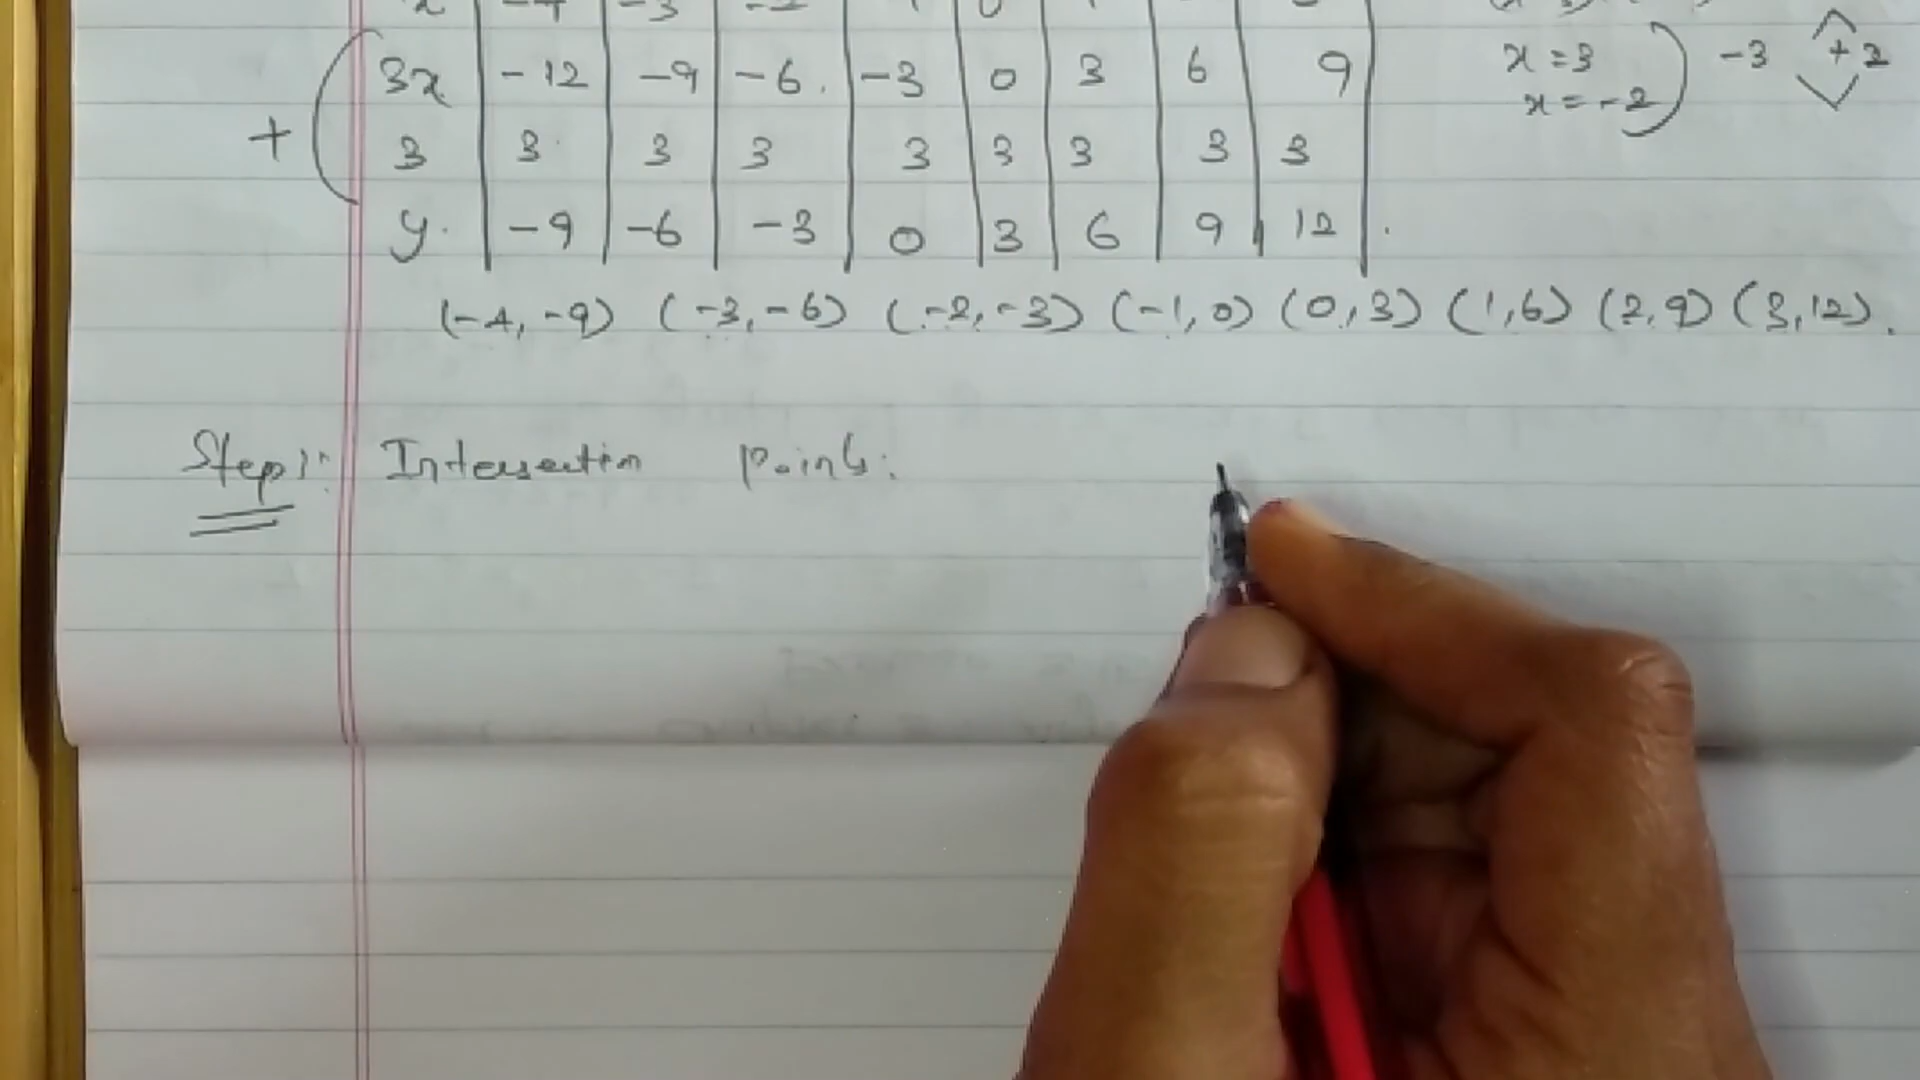 3x -12 -9 -6 -3 0 3 6 9 x = 3 -3 +2
+ 3 3 3 3 3 3 3 3 3 x = -2
y -9 -6 -3 0 3 6 9 12
(-4, -9) (-3, -6) (-2, -3) (-1, 0) (0, 3) (1, 6) (2, 9) (3, 12).
Step: Intersection Points: